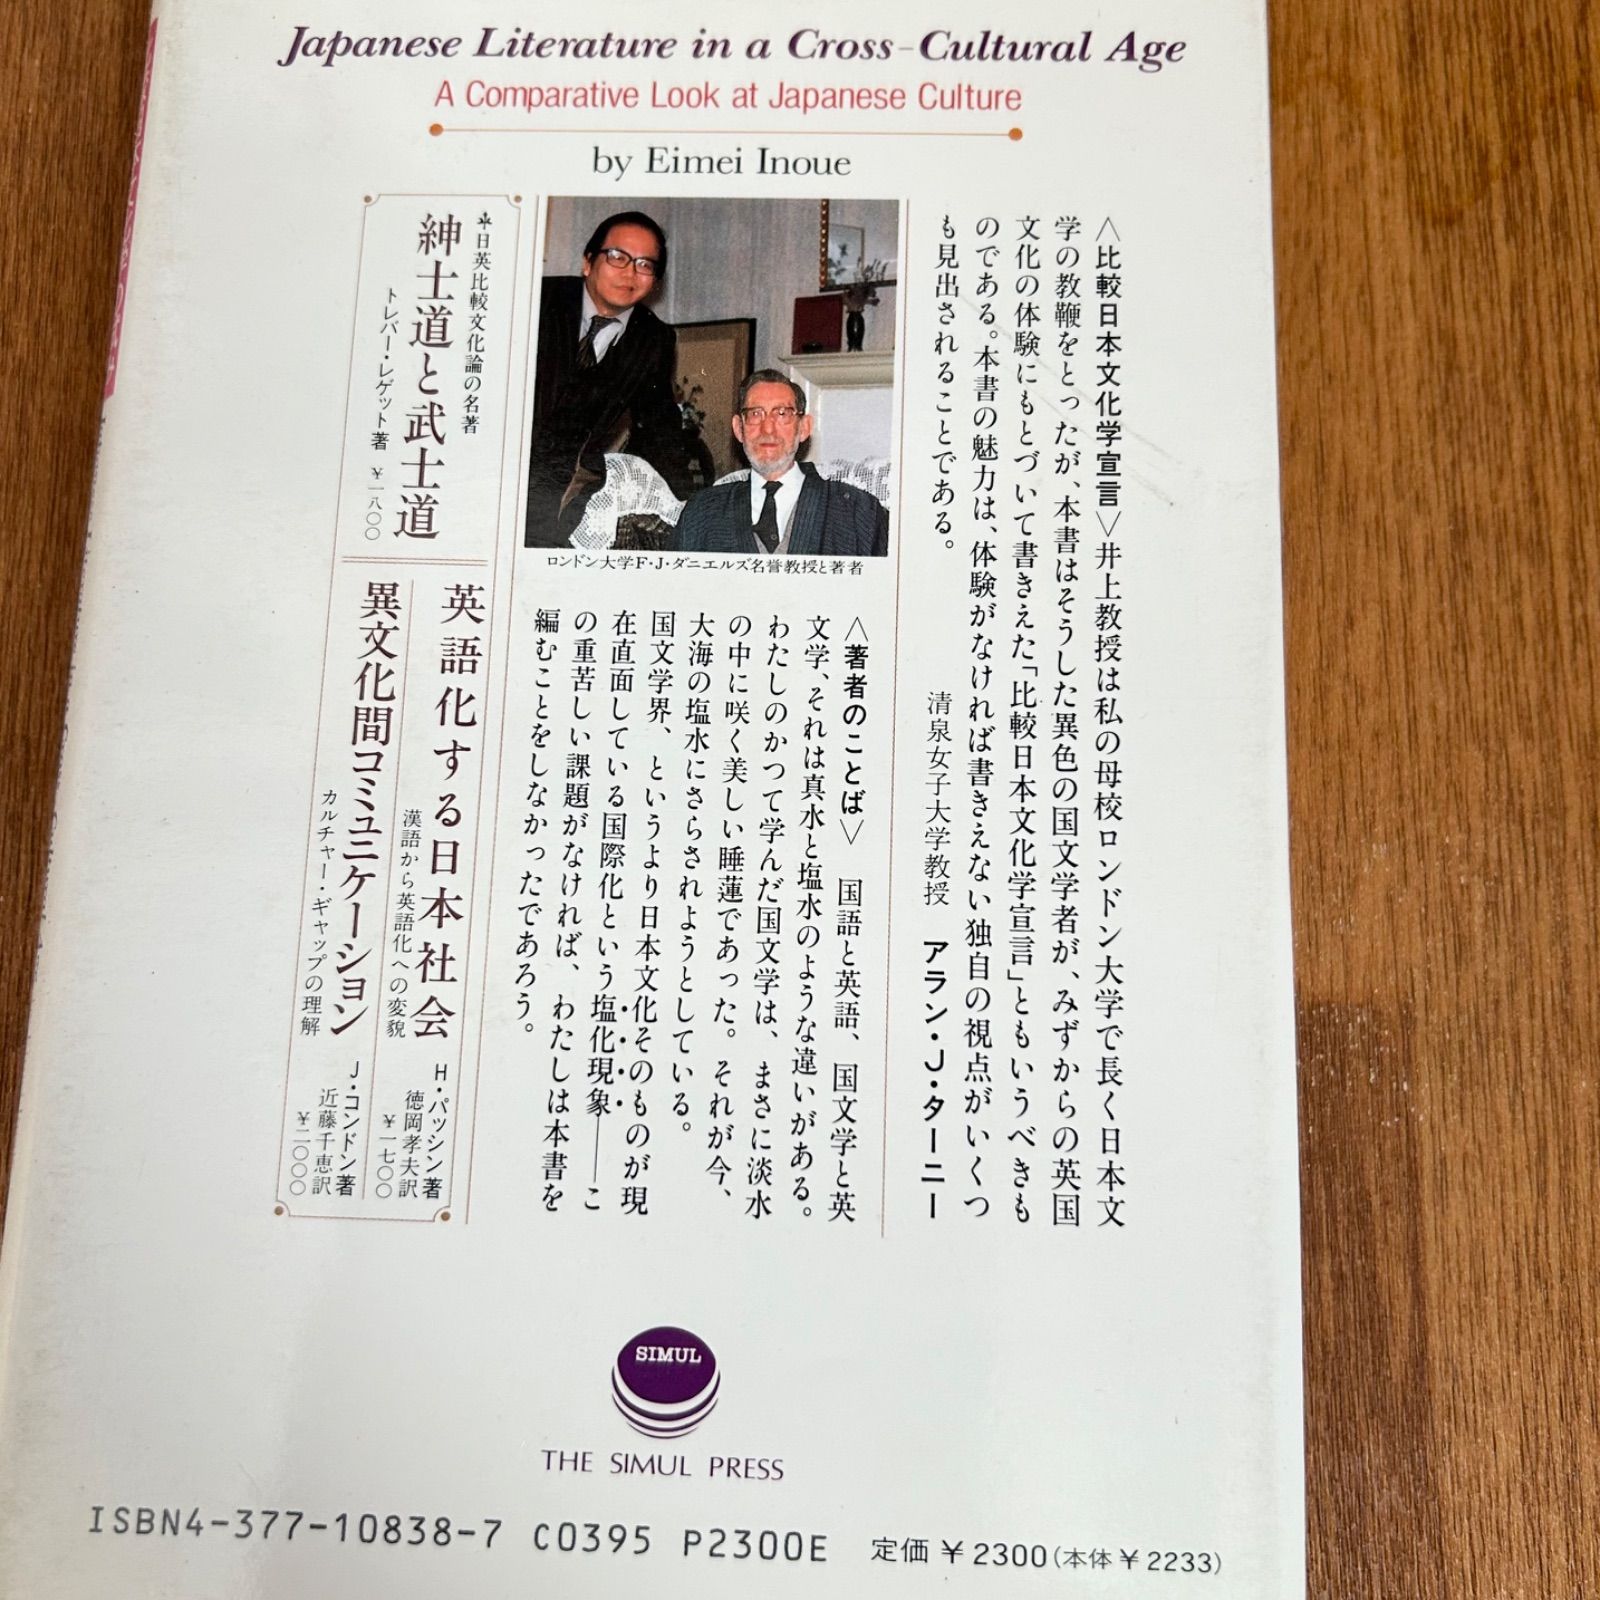 Japanese Literature in a Cross-Cultural Age
A Comparative Look at Japanese Culture
by Eimei Inoue
〈比較日本文化学宣言〉井上教授は私の母校ロンドン大学で長く日本文
学の教鞭をとったが、本書はそうした異色の国文学者が、みずからの英国
文化の体験にもとづいて書きえた「比較日本文化学宣言」ともいうべきも
のである。本書の魅力は、体験がなければ書きえない独自の視点がいくつ
も見出されることである。
清泉女子大学教授 アラン・J・ターニー
ロンドン大学F・J・ダニエルズ名誉教授と著者
〈著者のことば〉 国語と英語、国文学と英
文学、それは真水と塩水のような違いがある。
わたしのかつて学んだ国文学は、まさに淡水
の中に咲く美しい睡蓮であった。それが今、
大海の塩水にさらされようとしている。
国文学界、というより日本文化そのものが現
在直面している国際化という塩化現象――こ
の重苦しい課題がなければ、わたしは本書を
編むことをしなかったであろう。
日英比較文化論の名著
紳士道と武士道
トレバー・レゲット著 ¥一八〇〇
英語化する日本社会
漢語から英語化への変貌
H・パッシン著
徳岡孝夫訳
¥一七〇〇
異文化間コミュニケーション
カルチャー・ギャップの理解
J・コンドン著
近藤千恵訳
¥二〇〇〇
SIMUL
THE SIMUL PRESS
ISBN4-377-10838-7 C0395 P2300E 定価¥2300(本体¥2233)